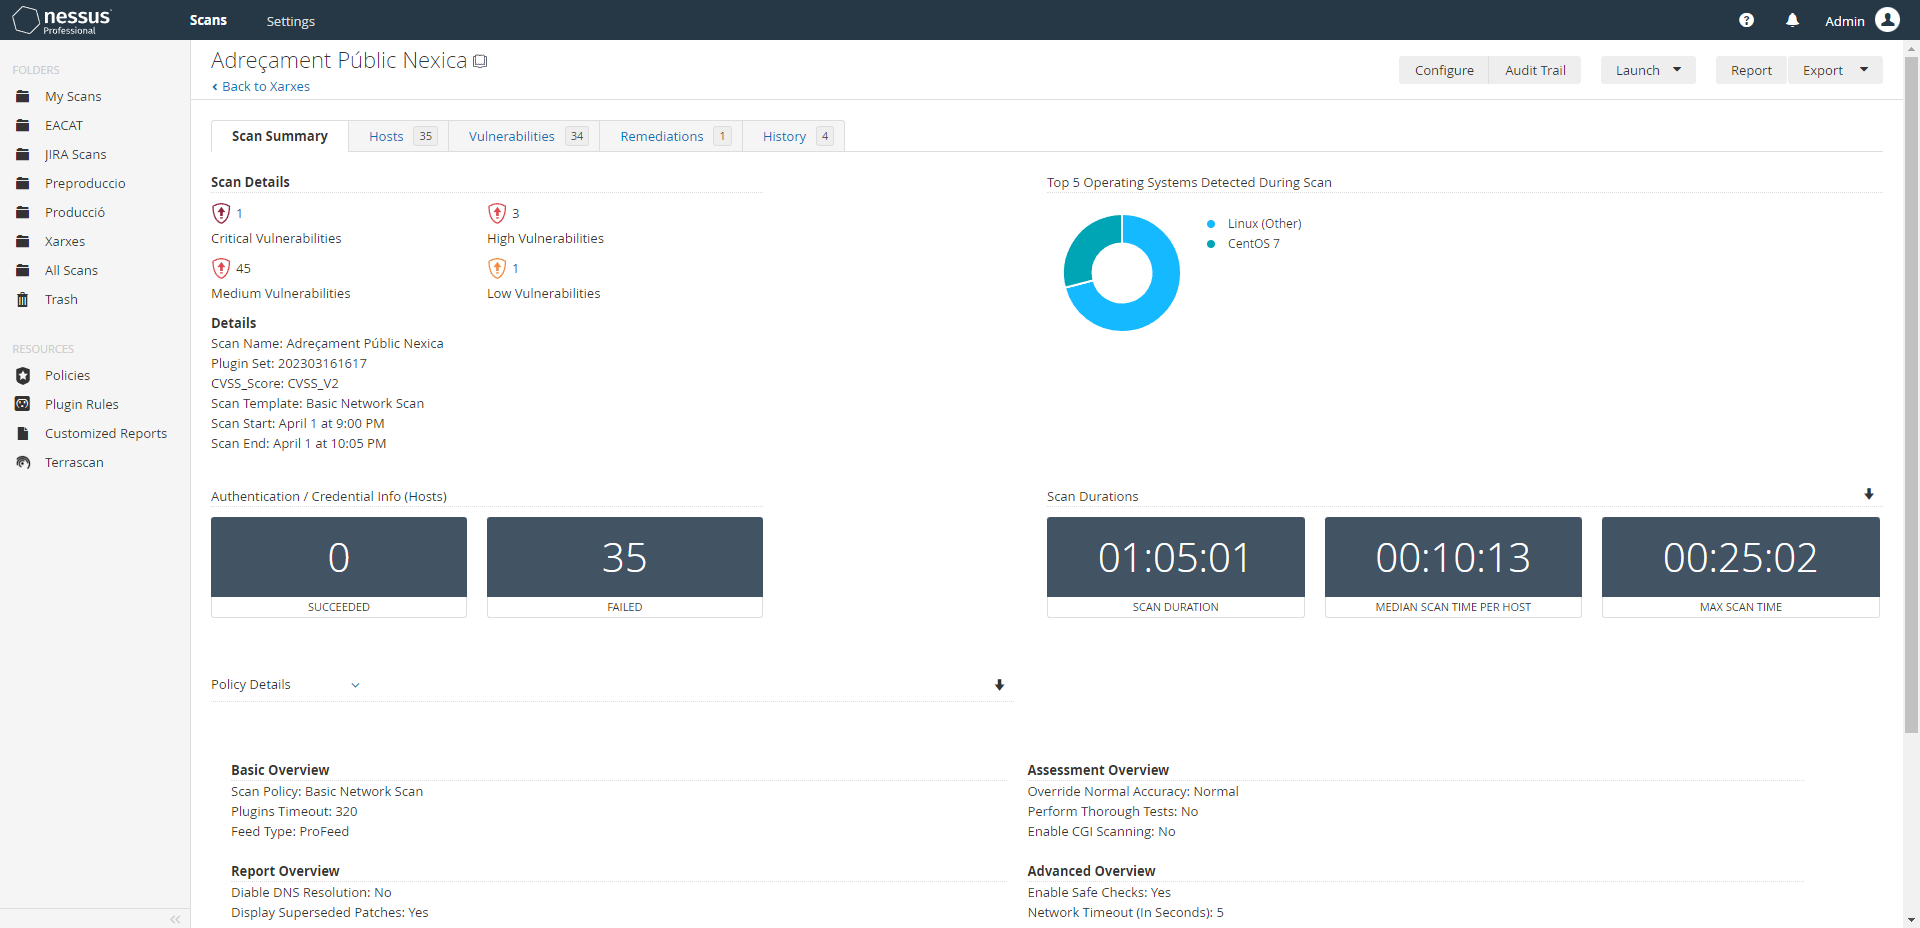 nessus
Professional
Scans
Settings
Admin
FOLDERS
My Scans
EACAT
JIRA Scans
Preproduccio
Producció
Xarxes
All Scans
Trash
RESOURCES
Policies
Plugin Rules
Customized Reports
Terrascan
Adreçament Públic Nexica
Back to Xarxes
Configure
Audit Trail
Launch
Report
Export
Scan Summary
Hosts 35
Vulnerabilities 34
Remediations 1
History 4
Scan Details
1
Critical Vulnerabilities
3
High Vulnerabilities
45
Medium Vulnerabilities
1
Low Vulnerabilities
Details
Scan Name: Adreçament Públic Nexica
Plugin Set: 202303161617
CVSS_Score: CVSS_V2
Scan Template: Basic Network Scan
Scan Start: April 1 at 9:00 PM
Scan End: April 1 at 10:05 PM
Top 5 Operating Systems Detected During Scan
Linux (Other)
CentOS 7
Authentication / Credential Info (Hosts)
0
SUCCEEDED
35
FAILED
Scan Durations
01:05:01
SCAN DURATION
00:10:13
MEDIAN SCAN TIME PER HOST
00:25:02
MAX SCAN TIME
Policy Details
Basic Overview
Scan Policy: Basic Network Scan
Plugins Timeout: 320
Feed Type: ProFeed
Assessment Overview
Override Normal Accuracy: Normal
Perform Thorough Tests: No
Enable CGI Scanning: No
Report Overview
Diable DNS Resolution: No
Display Superseded Patches: Yes
Advanced Overview
Enable Safe Checks: Yes
Network Timeout (In Seconds): 5